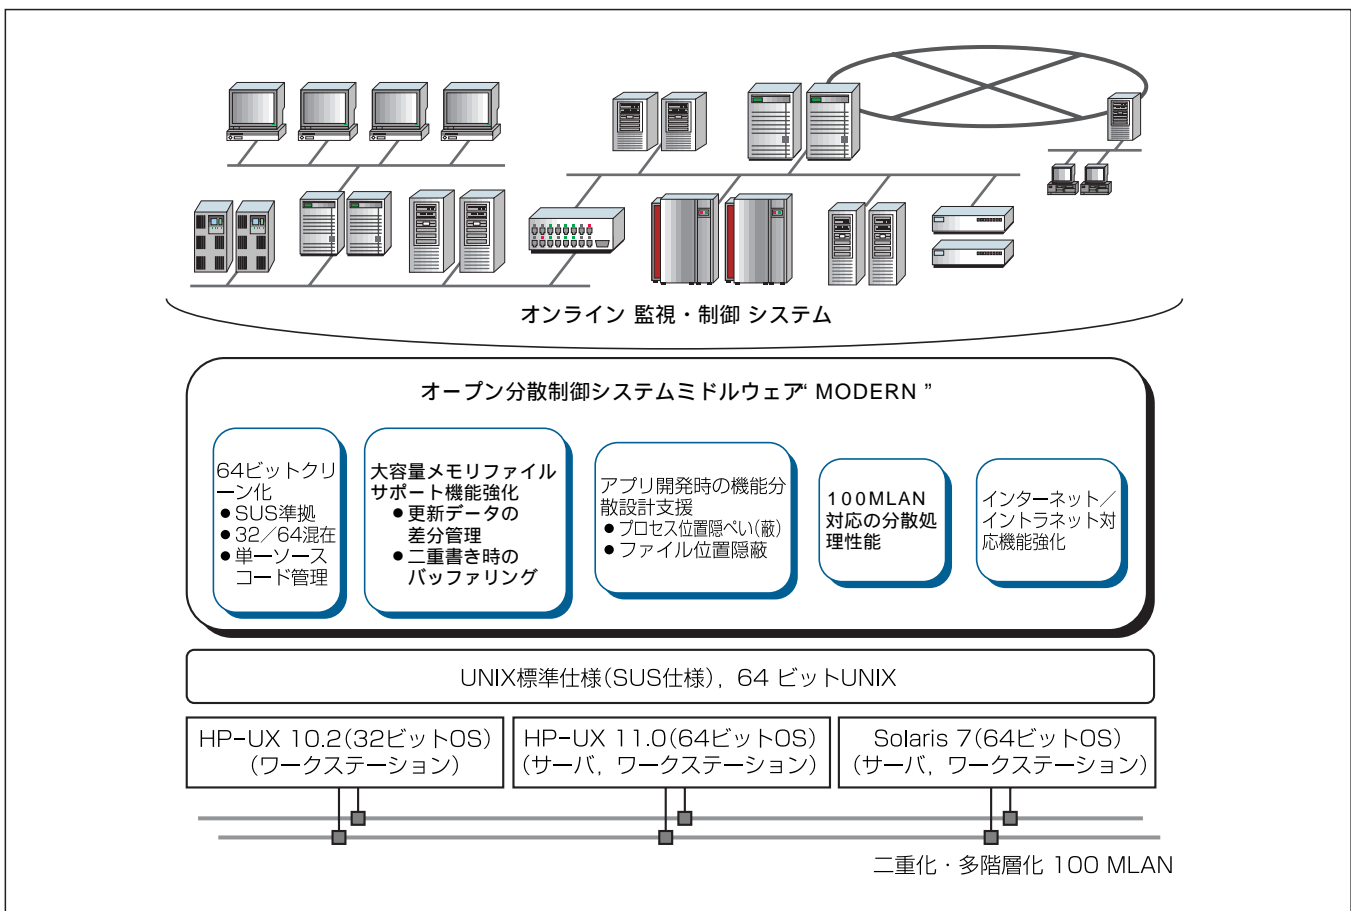 オンライン 監視・制御 システム
オープン分散制御システムミドルウェア“ MODERN ”
64ビットクリ
ーン化
● SUS準拠
● 32／64混在
● 単一ソース
コード管理
大容量メモリファイル
サポート機能強化
● 更新データの
差分管理
● 二重書き時の
バッファリング
アプリ開発時の機能分
散設計支援
● プロセス位置隠ぺい(蔽)
● ファイル位置隠蔽
100MLAN
対応の分散処
理性能
インターネット／
イントラネット対
応機能強化
UNIX標準仕様(SUS仕様)，64 ビットUNIX
HP-UX 10.2(32ビットOS)
(ワークステーション)
HP-UX 11.0(64ビットOS)
(サーバ，ワークステーション)
Solaris 7(64ビットOS)
(サーバ，ワークステーション)
二重化・多階層化 100 MLAN